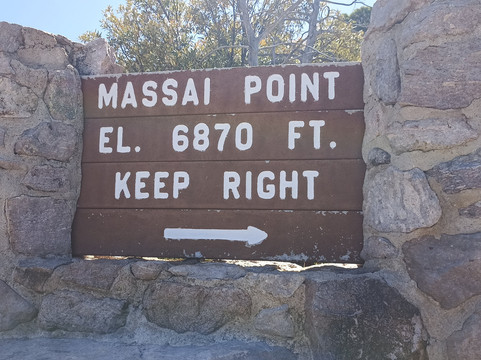 MASSAI POINT
EL. 6870 FT.
KEEP RIGHT